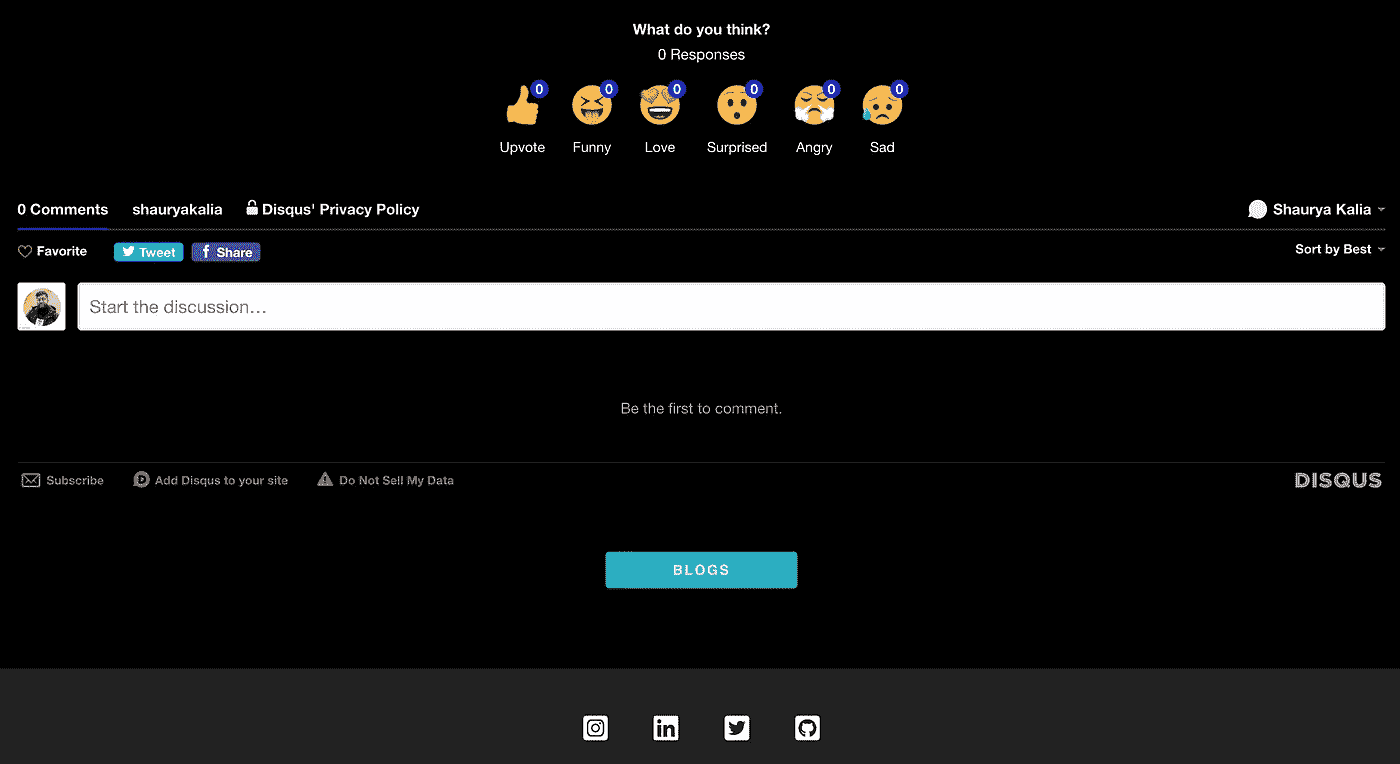 What do you think?
0 Responses
0 0 0 0 0 0
Upvote Funny Love Surprised Angry Sad
0 Comments shauryakalia Disqus' Privacy Policy Shaurya Kalia
Favorite Tweet f Share Sort by Best
Start the discussion…
Be the first to comment.
Subscribe D Add Disqus to your site Do Not Sell My Data DISQUS
BLOGS
in